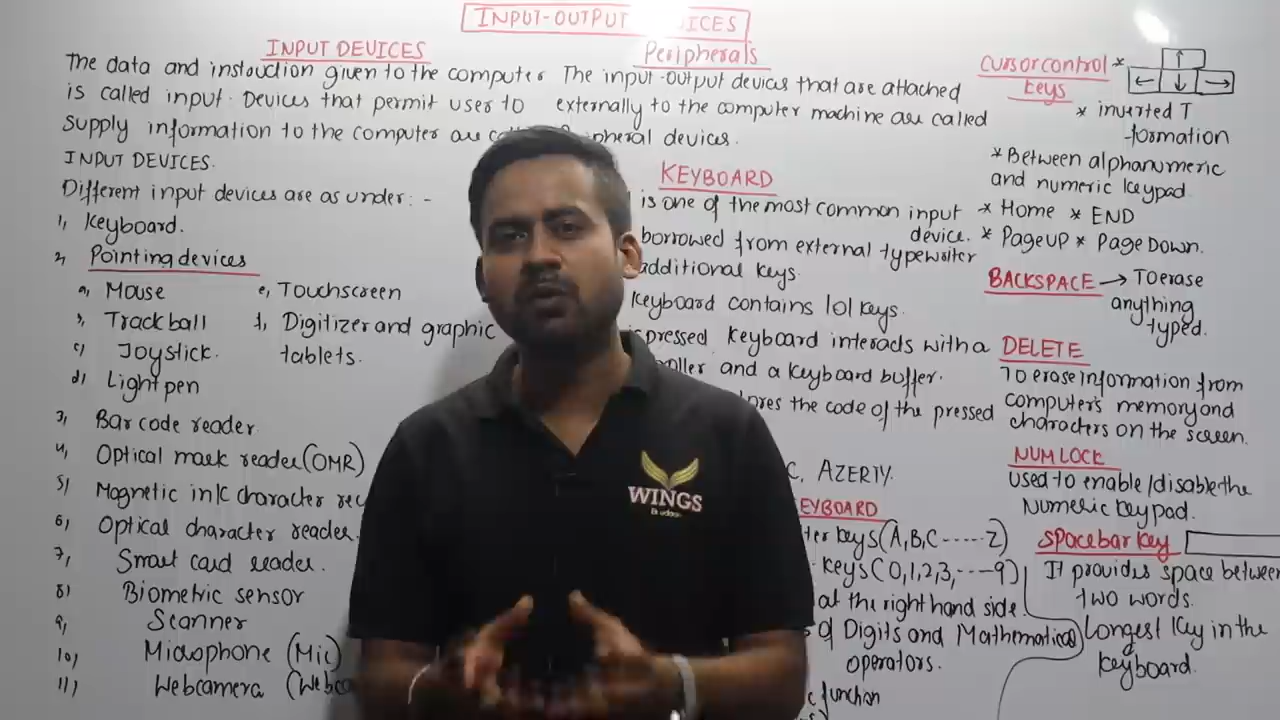 INPUT-OUTPUT
INPUT DEVICES
The data and instruction given to the computer
is called input. Devices that permit user to
supply information to the computer are
INPUT DEVICES.
Different input devices are as under:-
1, Keyboard.
2, Pointing devices
a, Mouse
e, Touchscreen
Trackball
f, Digitizer and graphic
tablets.
c, Joystick.
d, Light pen
3, Bar code reader
4, Optical mark reader (OMR)
5, Magnetic ink character
6, Optical character reader.
7, Smart card reader.
8, Biometric sensor
9, Scanner
10, Microphone (Mic)
11, Webcamera
Peripherals
The input-output devices that are attached
externally to the computer machine are called
devices.
KEYBOARD
is one of the most common input
device.
borrowed from external typewriter
additional keys.
Keyboard contains 101 keys.
pressed keyboard interacts with a
and a keyboard buffer.
the code of the pressed
AZERTY.
keys (A,B,C-----Z)
keys (0,1,2,3,----9)
at the right hand side
of Digits and Mathematical
operators.
function
WINGS
cursor control
keys
* inverted T
formation
* Between alphanumeric
and numeric keypad.
* Home * END
* PageUP * Page Down.
BACKSPACE → To erase
anything
typed.
DELETE
To erase information from
computer's memory and
characters on the screen.
NUM LOCK
Used to enable/disable the
Numeric keypad.
spacebar key
It provides space between
two words.
Longest key in the
keyboard.